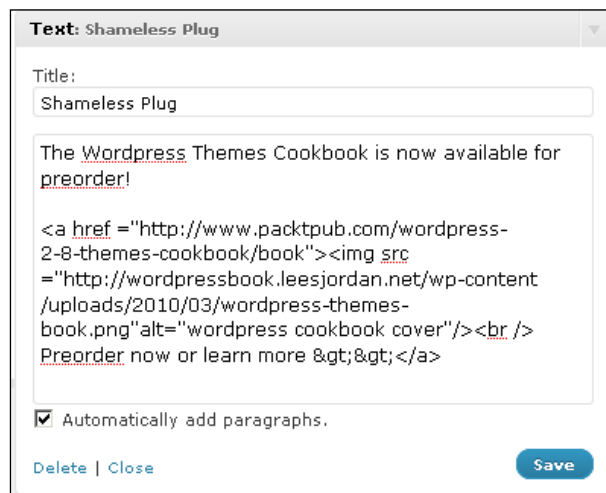 Text: Shameless Plug
Title:
Shameless Plug
The Wordpress Themes Cookbook is now available for
preorder!
<a href ="http://www.packtpub.com/wordpress-
2-8-themes-cookbook/book"><img src
="http://wordpressbook.leesjordan.net/wp-content
/uploads/2010/03/wordpress-themes-
book.png"alt="wordpress cookbook cover"/><br />
Preorder now or learn more &gt;&gt;</a>
Automatically add paragraphs.
Delete | Close
Save